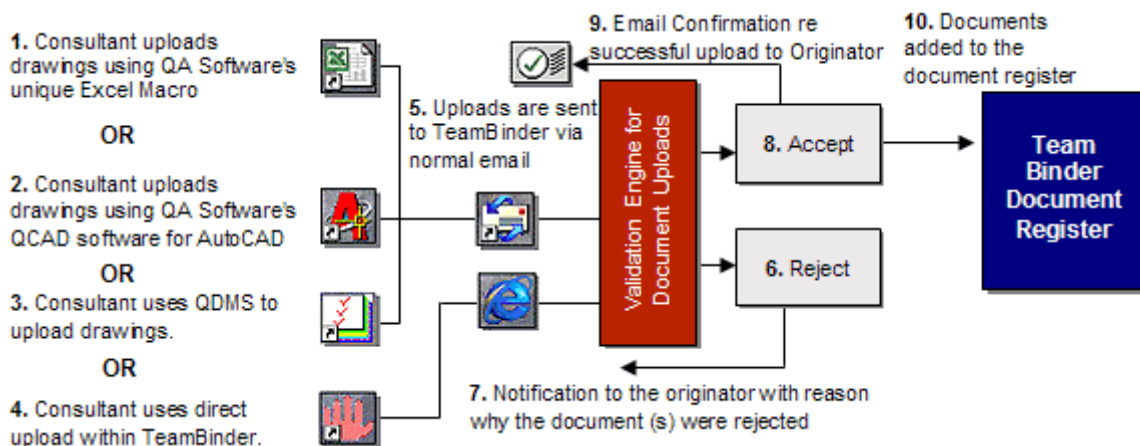 1. Consultant uploads
drawings using QA Software's
unique Excel Macro
OR
2. Consultant uploads
drawings using QA Software's
QCAD software for AutoCAD
OR
3. Consultant uses QDMS to
upload drawings.
OR
4. Consultant uses direct
upload within TeamBinder.
5. Uploads are sent
to TeamBinder via
normal email
Validation Engine for
Document Uploads
9. Email Confirmation re
successful upload to Originator
8. Accept
6. Reject
7. Notification to the originator with reason
why the document (s) were rejected
10. Documents
added to the
document register
Team
Binder
Document
Register